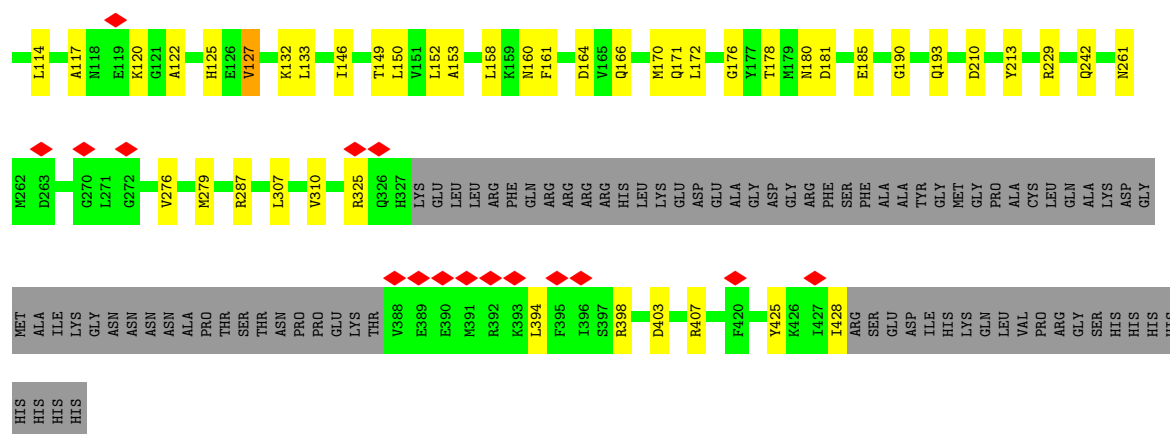 L114 A117 N118 E119 K120 G121 A122 H125 E126 V127 K132 L133 I146 T149 L150 V151 L152 A153 L158 K159 N160 F161 D164 V165 Q166 M170 Q171 L172 G176 Y177 T178 M179 N180 D181 E185 G190 Q193 D210 Y213 R229 Q242 N261
M262 D263 G270 L271 G272 V276 M279 R287 L307 V310 R325 Q326 H327 LYS GLU LEU LEU ARG PHE GLN ARG ARG ARG ARG HIS LEU LYS GLU ASP GLU ALA GLY ASP GLY ARG PHE SER PHE ALA ALA TYR GLY MET GLY PRO ALA CYS LEU GLN ALA LYS ASP GLY
MET ALA ILE LYS GLY ASN ASN ASN ASN ALA PRO THR SER THR ASN PRO PRO GLU LYS THR V388 E389 E390 M391 R392 K393 L394 F395 I396 S397 R398 D403 R407 F420 Y425 K426 I427 I428 ARG SER GLU ASP ILE HIS LYS GLN LEU VAL PRO ARG GLY SER HIS HIS HIS HIS
HIS HIS HIS HIS